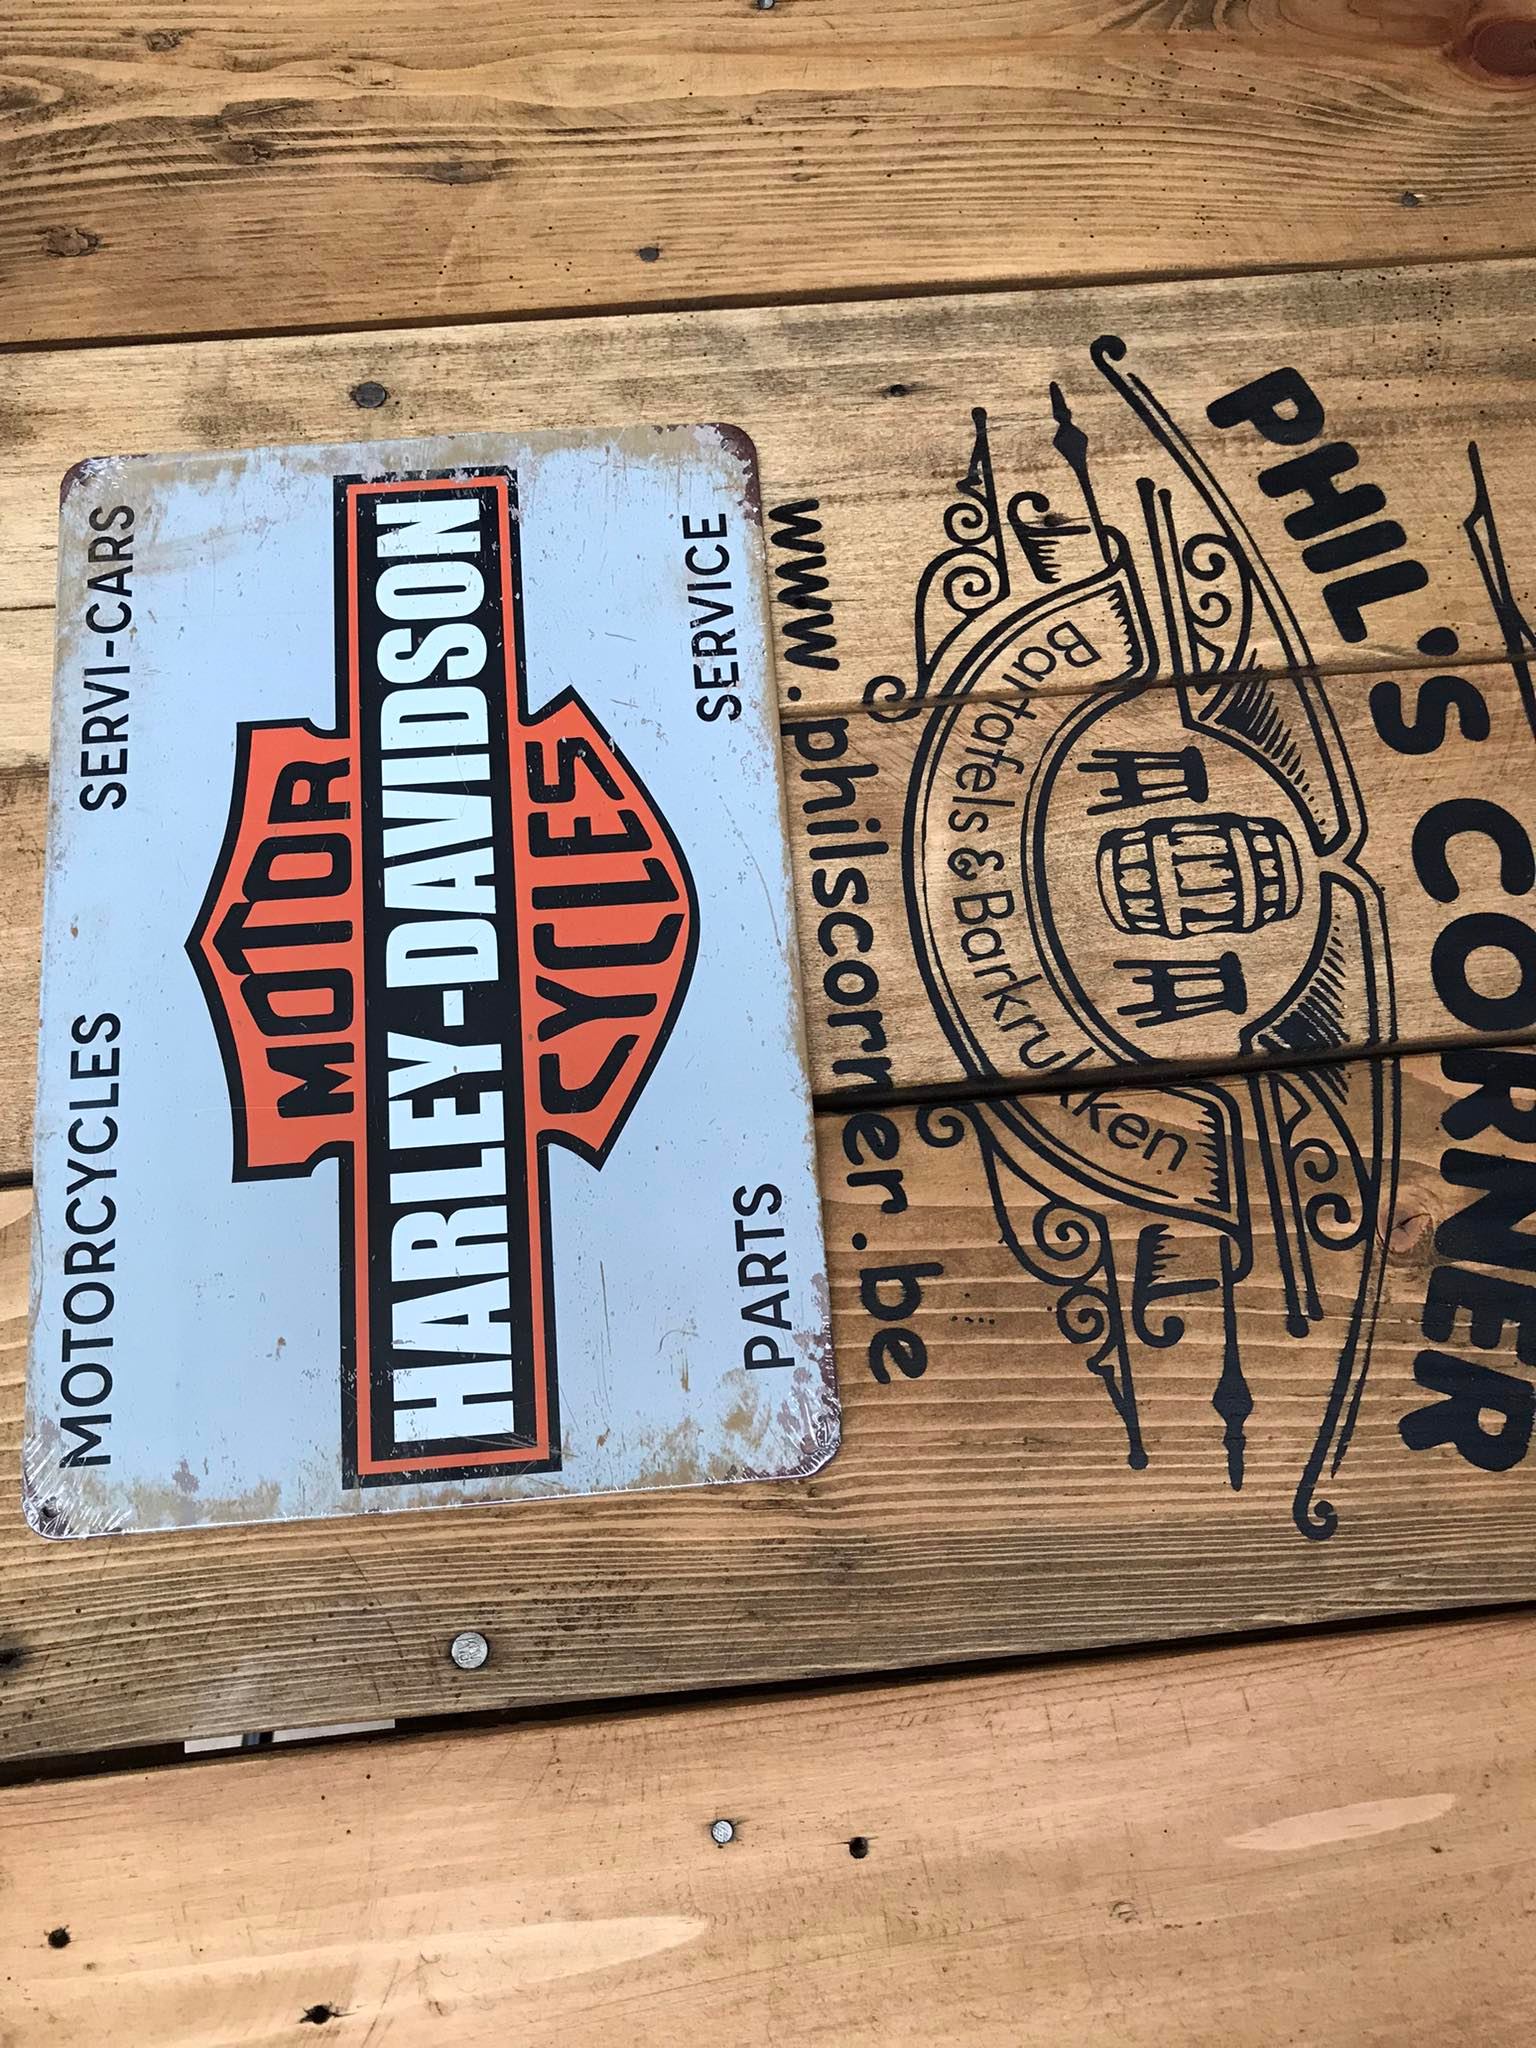 MOTORCYCLES SERVI-CARS
MOTOR
HARLEY-DAVIDSON
CYCLES
PARTS SERVICE
PHIL'S CORNER
Bartafels & Barkrukken
www.philscorner.be